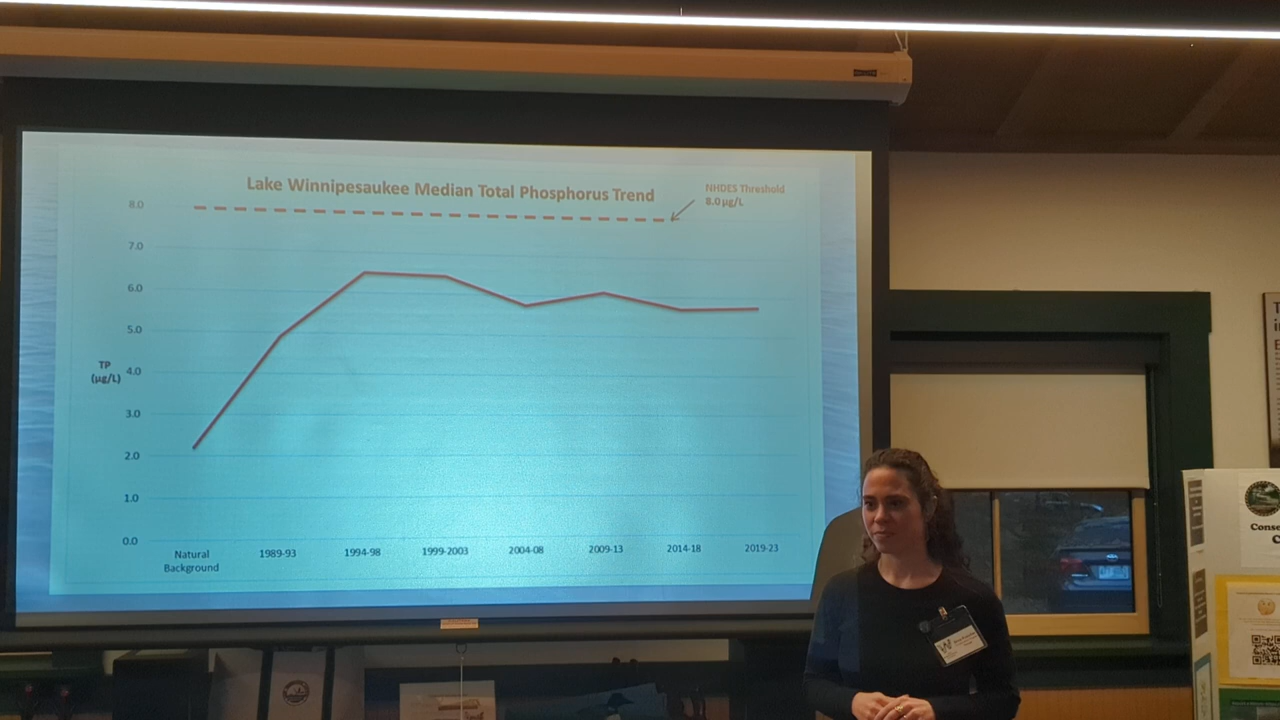 Lake Winnipesaukee Median Total Phosphorus Trend
NHDES Threshold
8.0 µg/L
8.0
7.0
6.0
5.0
TP
(µg/L)
4.0
3.0
2.0
1.0
0.0
Natural
Background
1989-93
1994-98
1999-2003
2004-08
2009-13
2014-18
2019-23
W